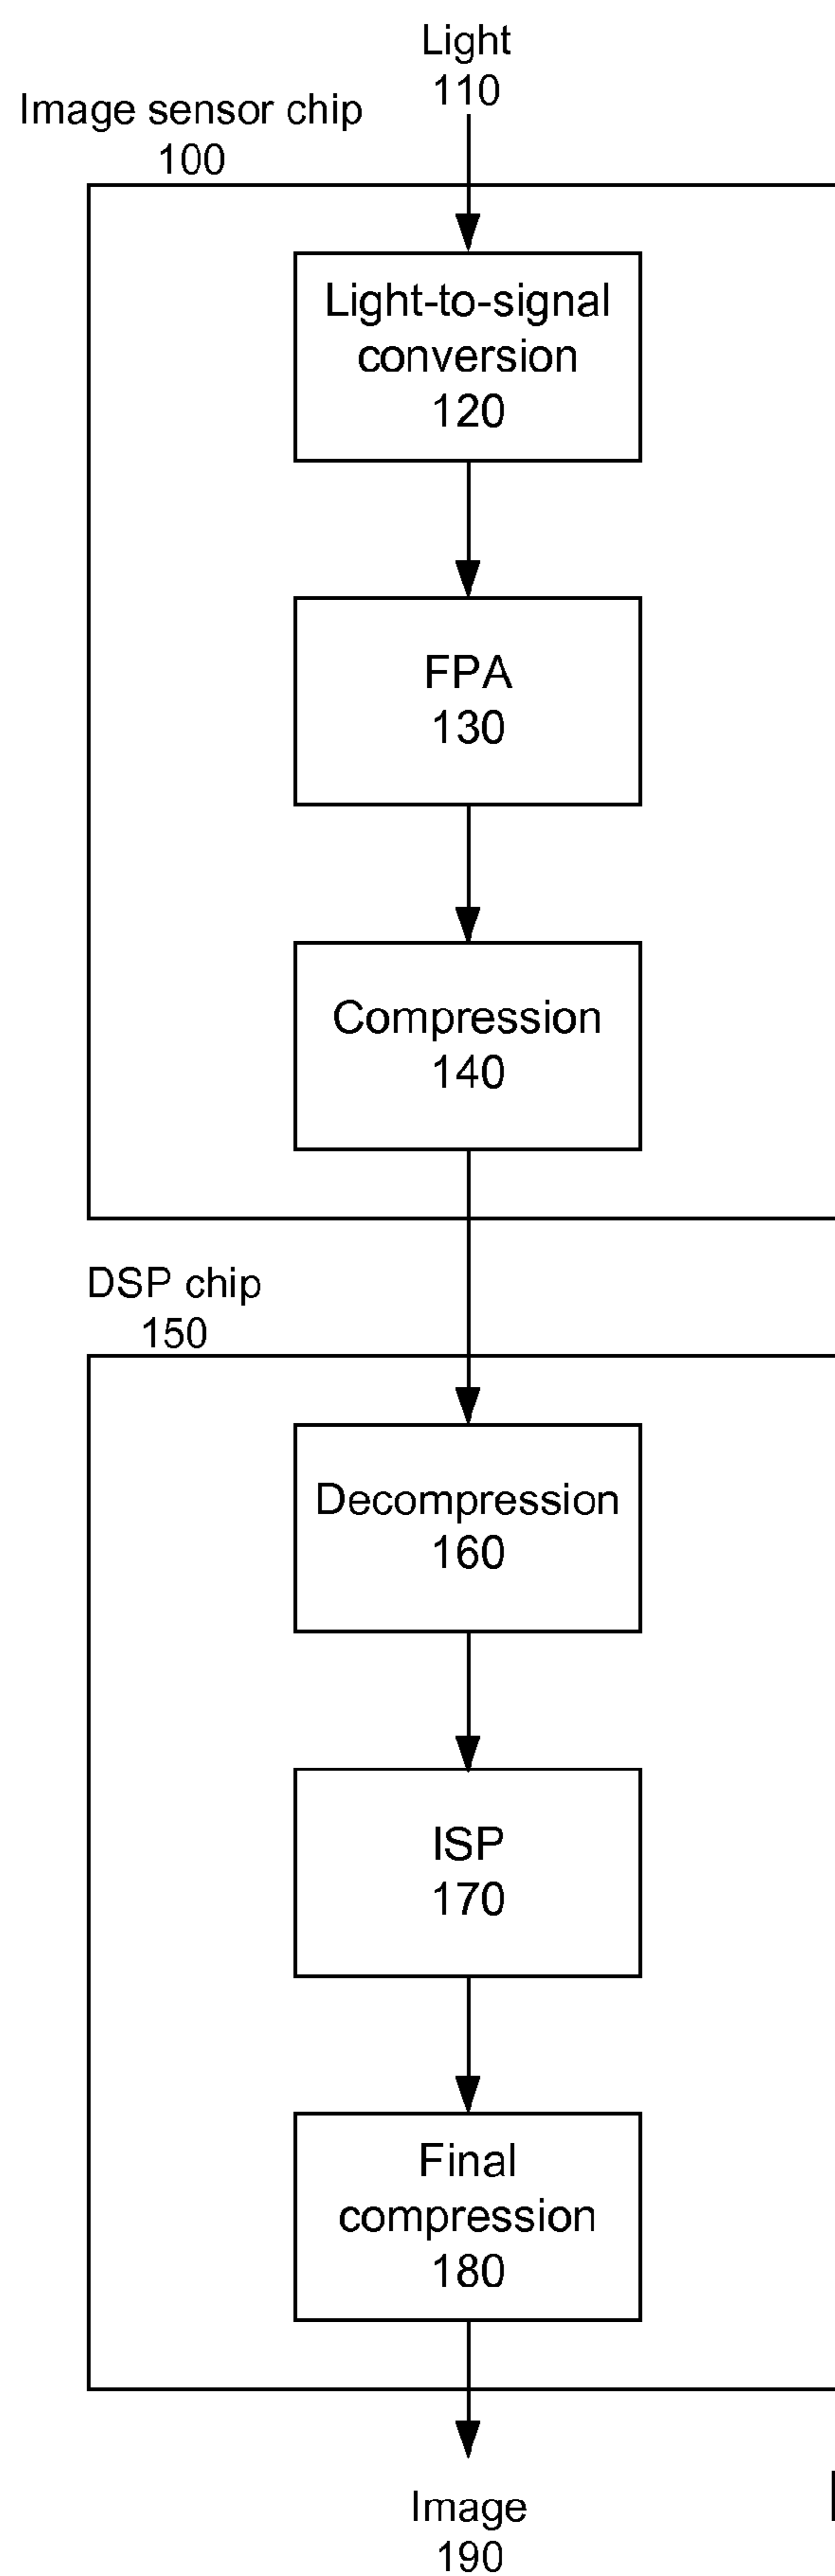 Light
110
Image sensor chip
100
Light-to-signal
conversion
120
FPA
130
Compression
140
DSP chip
150
Decompression
160
ISP
170
Final
compression
180
Image
190